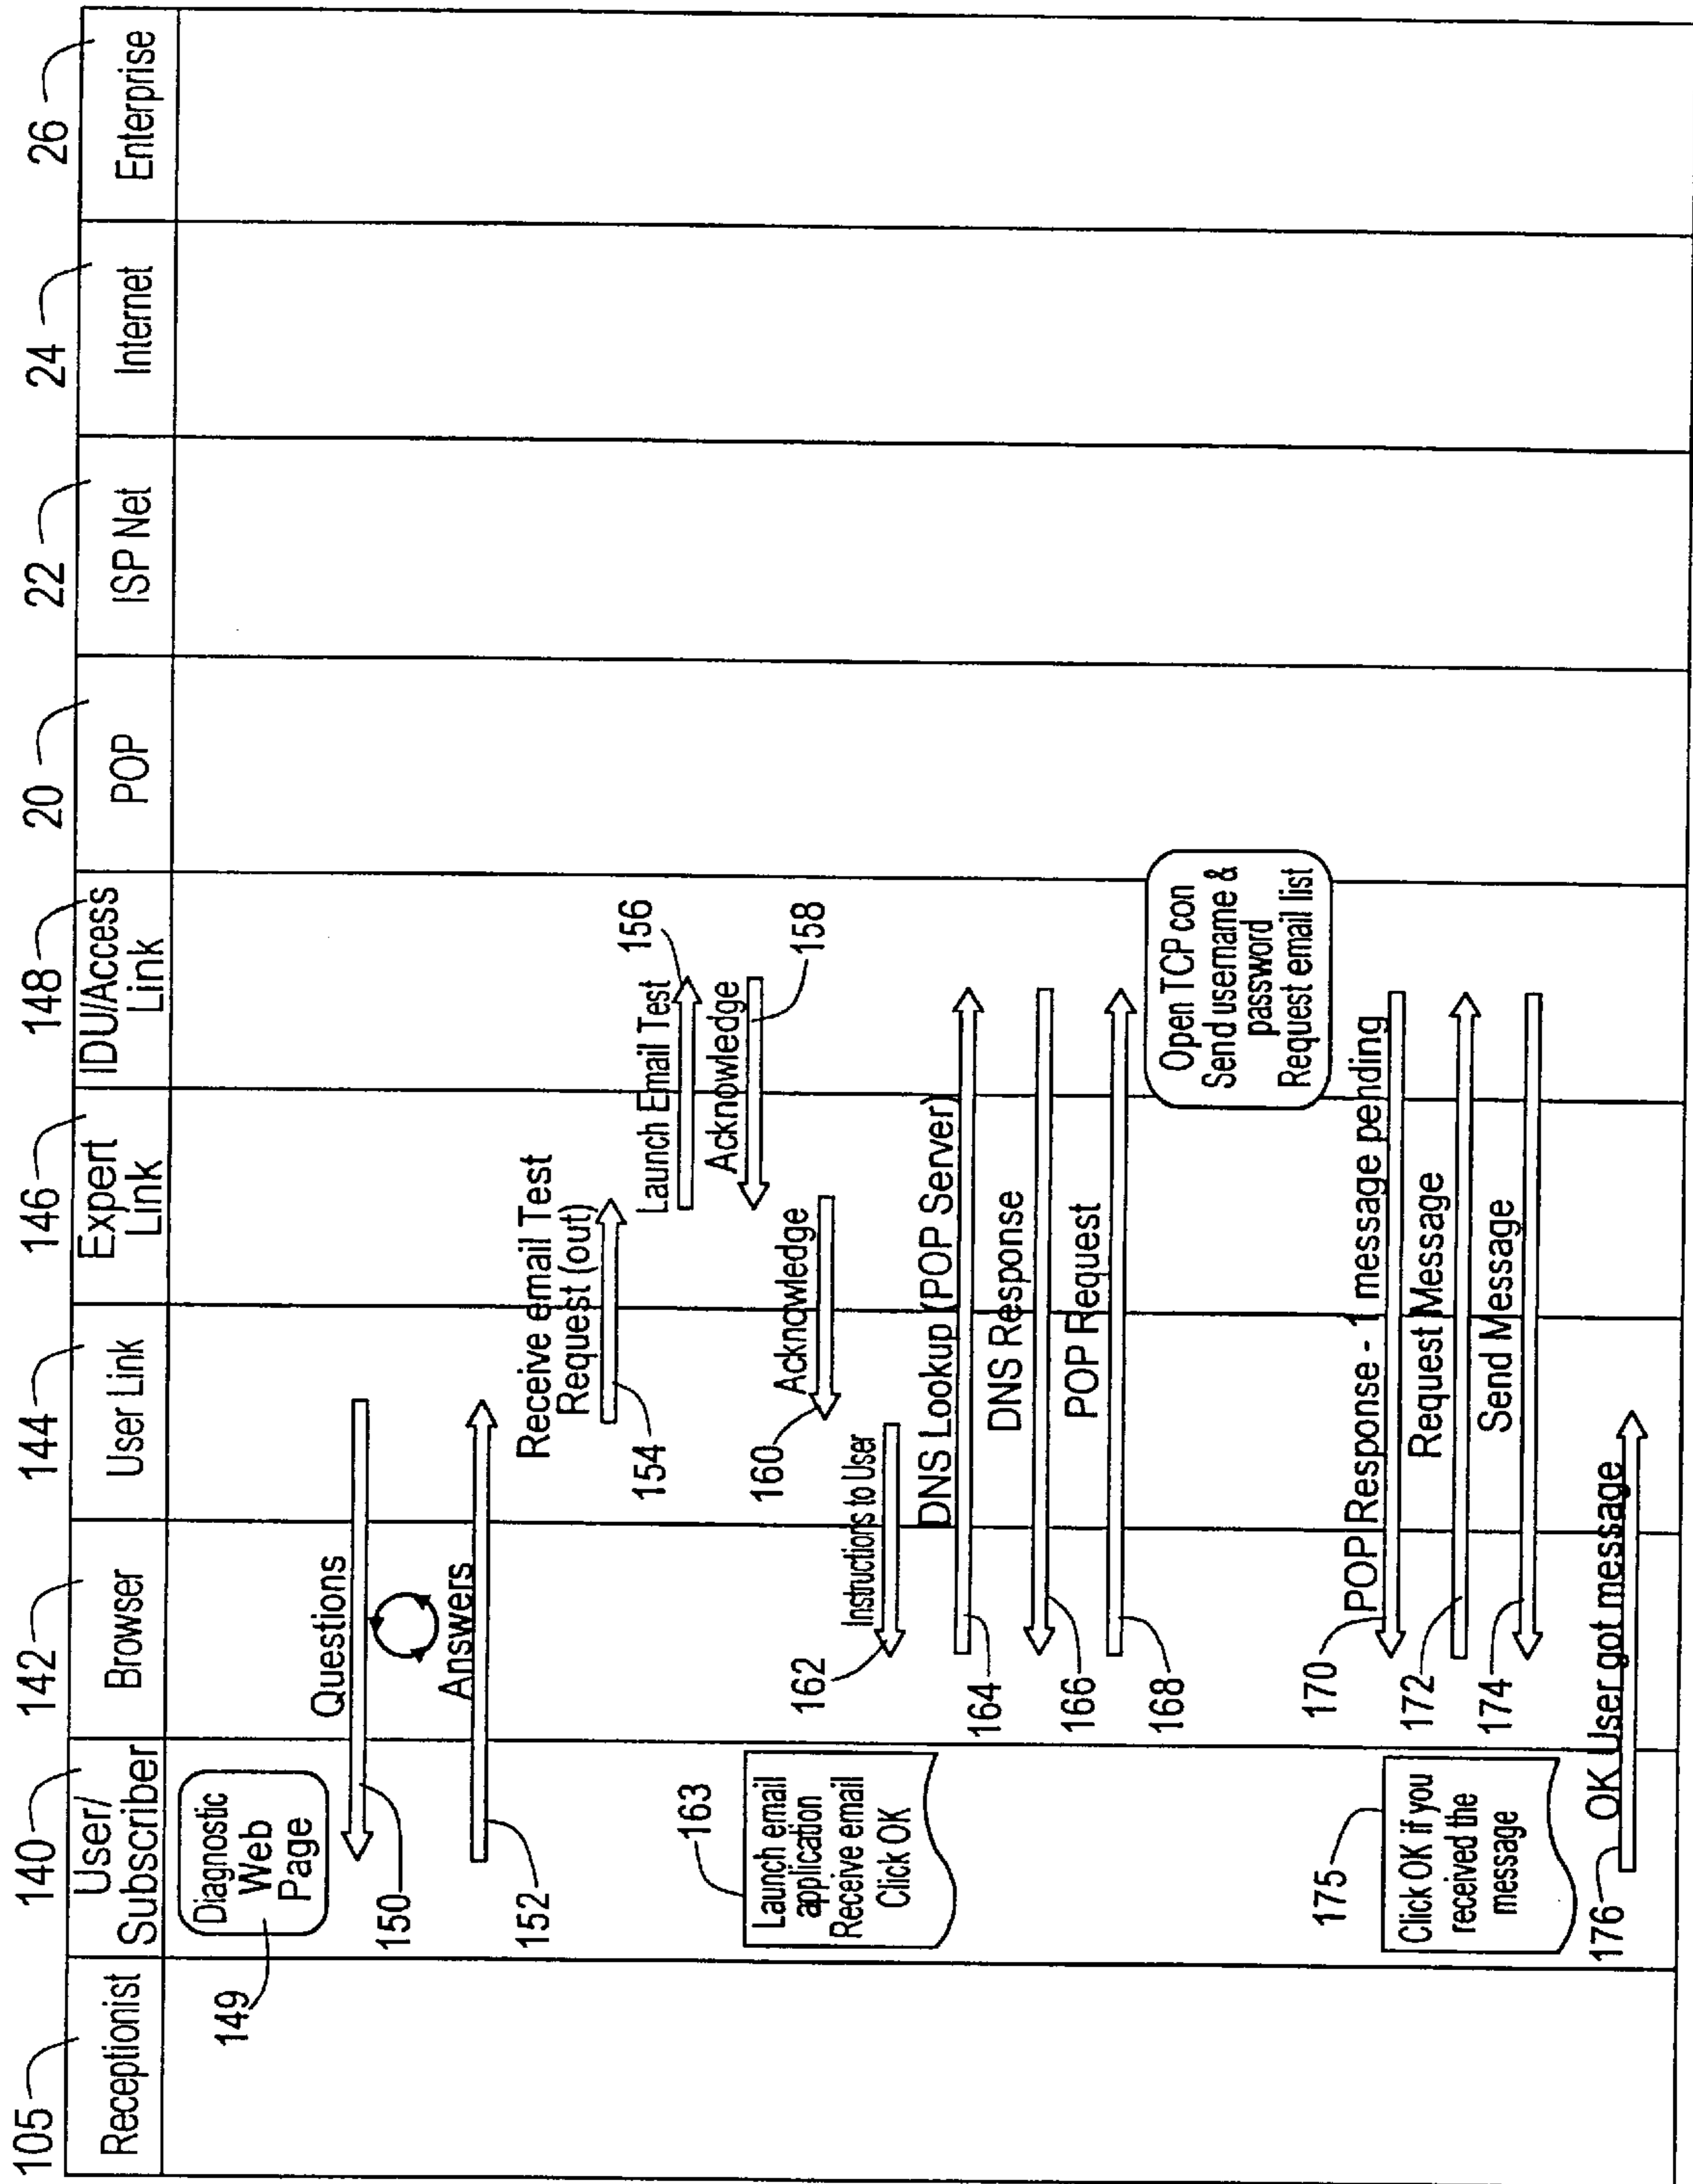 105
140
142
144
146
148
20
22
24
26
Receptionist
User/
Subscriber
Browser
User Link
Expert
Link
IDU/Access
Link
POP
ISP Net
Internet
Enterprise
Diagnostic
Web
Page
149
Questions
150
Answers
152
Receive email Test
Request (out)
154
Launch Email Test
156
Acknowledge
158
Acknowledge
160
Instructions to User
162
163
Launch email
application
Receive email
Click OK
DNS Lookup (POP Server)
164
DNS Response
166
POP Request
168
Open TCP con
Send username &
password
Request email list
POP Response - 1 message pending
170
Request Message
172
Send Message
174
175
Click OK if you
received the
message
OK User got message
176